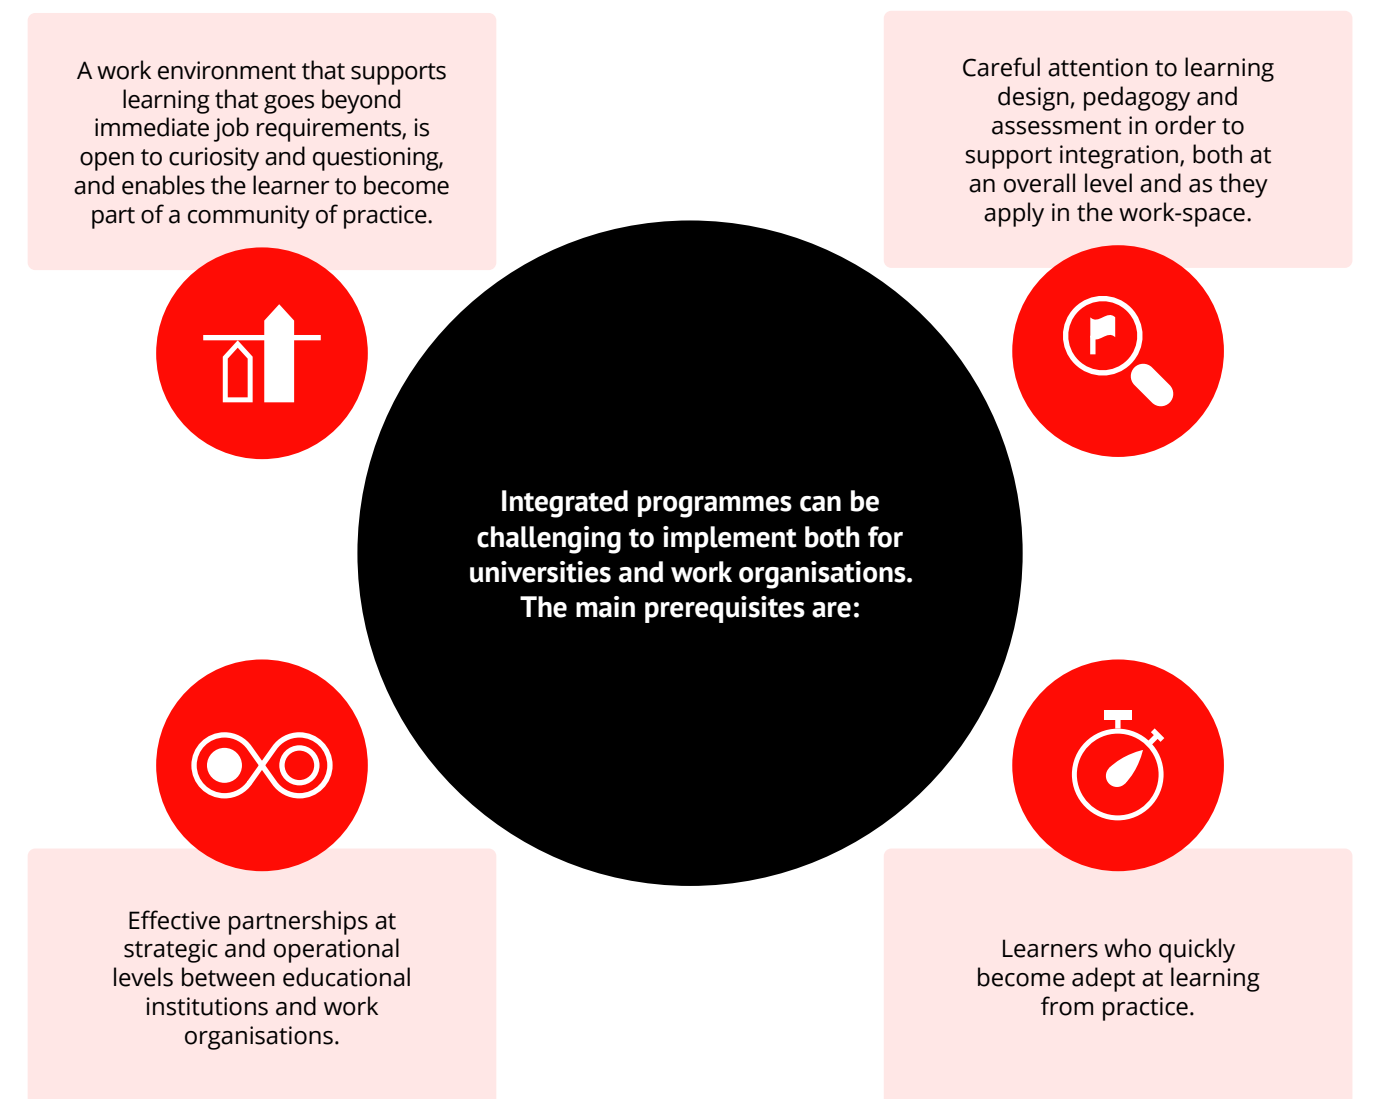 A work environment that supports
learning that goes beyond
immediate job requirements, is
open to curiosity and questioning,
and enables the learner to become
part of a community of practice.
Careful attention to learning
design, pedagogy and
assessment in order to
support integration, both at
an overall level and as they
apply in the work-space.
Integrated programmes can be
challenging to implement both for
universities and work organisations.
The main prerequisites are:
Effective partnerships at
strategic and operational
levels between educational
institutions and work
organisations.
Learners who quickly
become adept at learning
from practice.